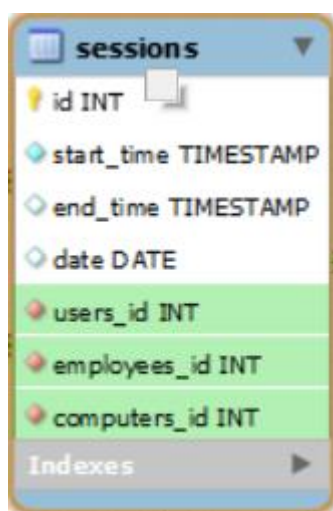 sessions
id INT
start_time TIMESTAMP
end_time TIMESTAMP
date DATE
users_id INT
employees_id INT
computers_id INT
Indexes